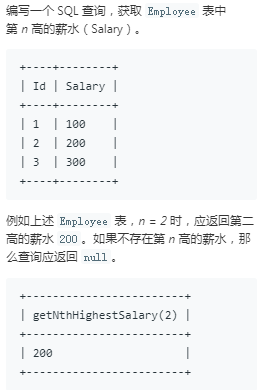 编写一个 SQL 查询，获取 Employee 表中
第 n 高的薪水（Salary）。
+----+--------+
| Id | Salary |
+----+--------+
| 1  | 100    |
| 2  | 200    |
| 3  | 300    |
+----+--------+
例如上述 Employee 表，n = 2 时，应返回第二
高的薪水 200。如果不存在第 n 高的薪水，那
么查询应返回 null。
+------------------------+
| getNthHighestSalary(2) |
+------------------------+
| 200                    |
+------------------------+